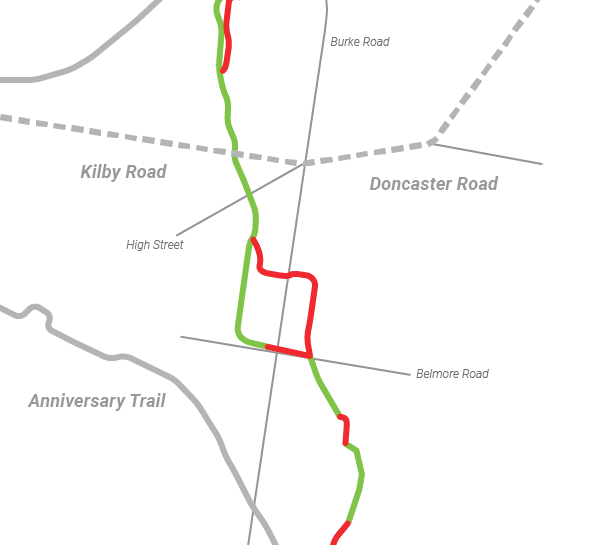 Burke Road
Kilby Road
Doncaster Road
High Street
Belmore Road
Anniversary Trail